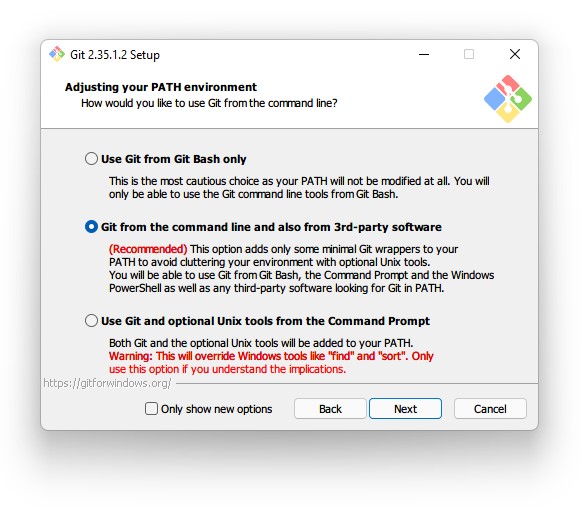 Git 2.35.1.2 Setup
Adjusting your PATH environment
How would you like to use Git from the command line?
Use Git from Git Bash only
This is the most cautious choice as your PATH will not be modified at all. You will
only be able to use the Git command line tools from Git Bash.
Git from the command line and also from 3rd-party software
(Recommended) This option adds only some minimal Git wrappers to your
PATH to avoid cluttering your environment with optional Unix tools.
You will be able to use Git from Git Bash, the Command Prompt and the Windows
PowerShell as well as any third-party software looking for Git in PATH.
Use Git and optional Unix tools from the Command Prompt
Both Git and the optional Unix tools will be added to your PATH.
Warning: This will override Windows tools like "find" and "sort". Only
use this option if you understand the implications.
https://gitforwindows.org/
Only show new options
Back
Next
Cancel